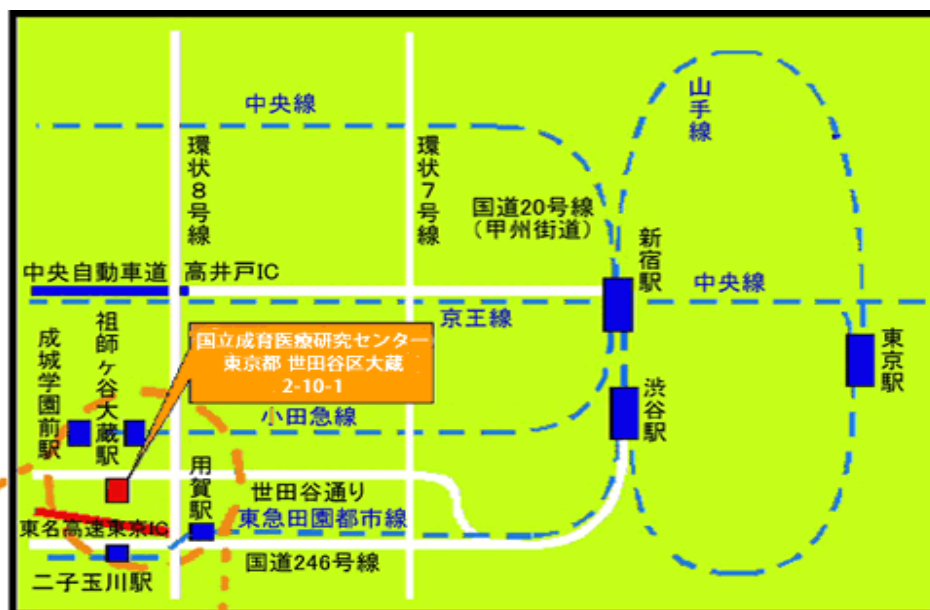 中央線
山手線
環状8号線
環状7号線
国道20号線
（甲州街道）
新宿駅
中央自動車道
高井戸IC
中央線
京王線
東京駅
国立成育医療研究センター
東京都 世田谷区大蔵
2-10-1
成城学園前駅
祖師ヶ谷大蔵駅
小田急線
渋谷駅
用賀駅
世田谷通り
東急田園都市線
東名高速東京IC
国道246号線
二子玉川駅